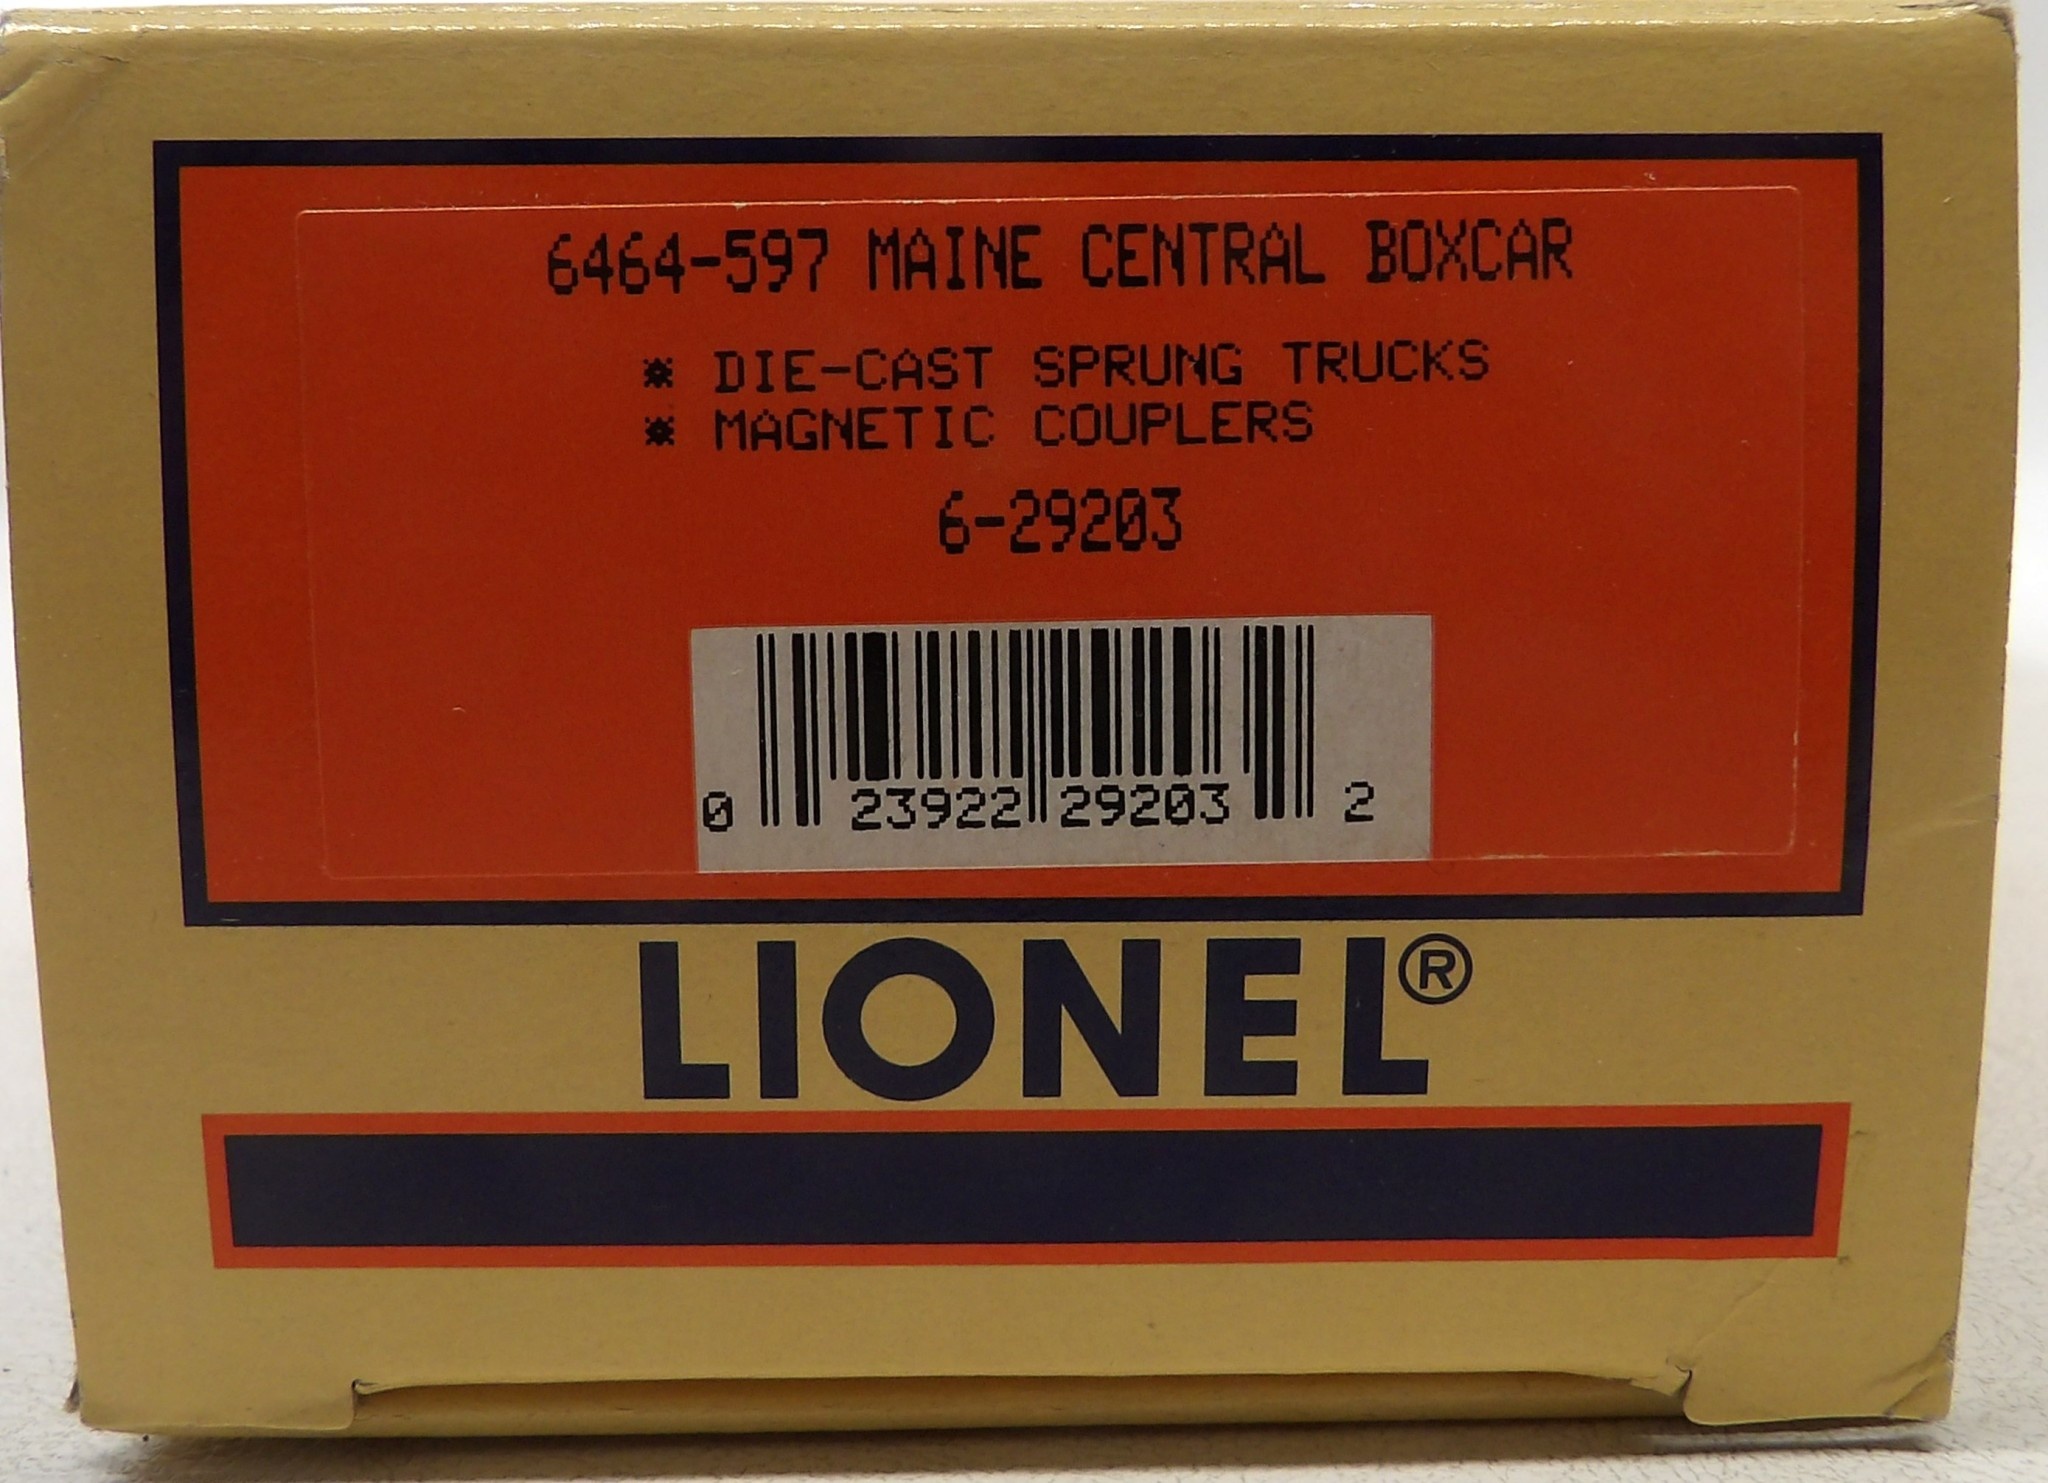 6464-597 MAINE CENTRAL BOXCAR
* DIE-CAST SPRUNG TRUCKS
* MAGNETIC COUPLERS
6-29203
0 23922 29203 2
LIONEL®